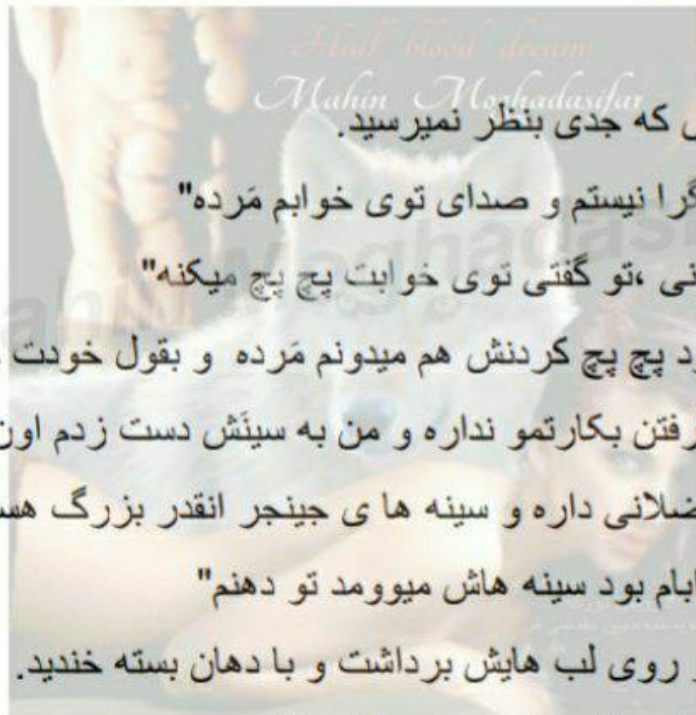 Half blood dream
Mahin Moghadasifar
که جدی بنظر نمیرسید.
نیستم و صدای توی خوابم مَرده"
،تو گفتی توی خوابت پچ پچ میکنه"
پچ پچ کردنش هم میدونم مَرده و بقول خودت
بکارتمو نداره و من به سینَش دست زدم اون
داره و سینه ها ی جینجر انقدر بزرگ
بود سینه هاش میوومد تو دهنم"
روی لب هایش برداشت و با دهان بسته خندید.